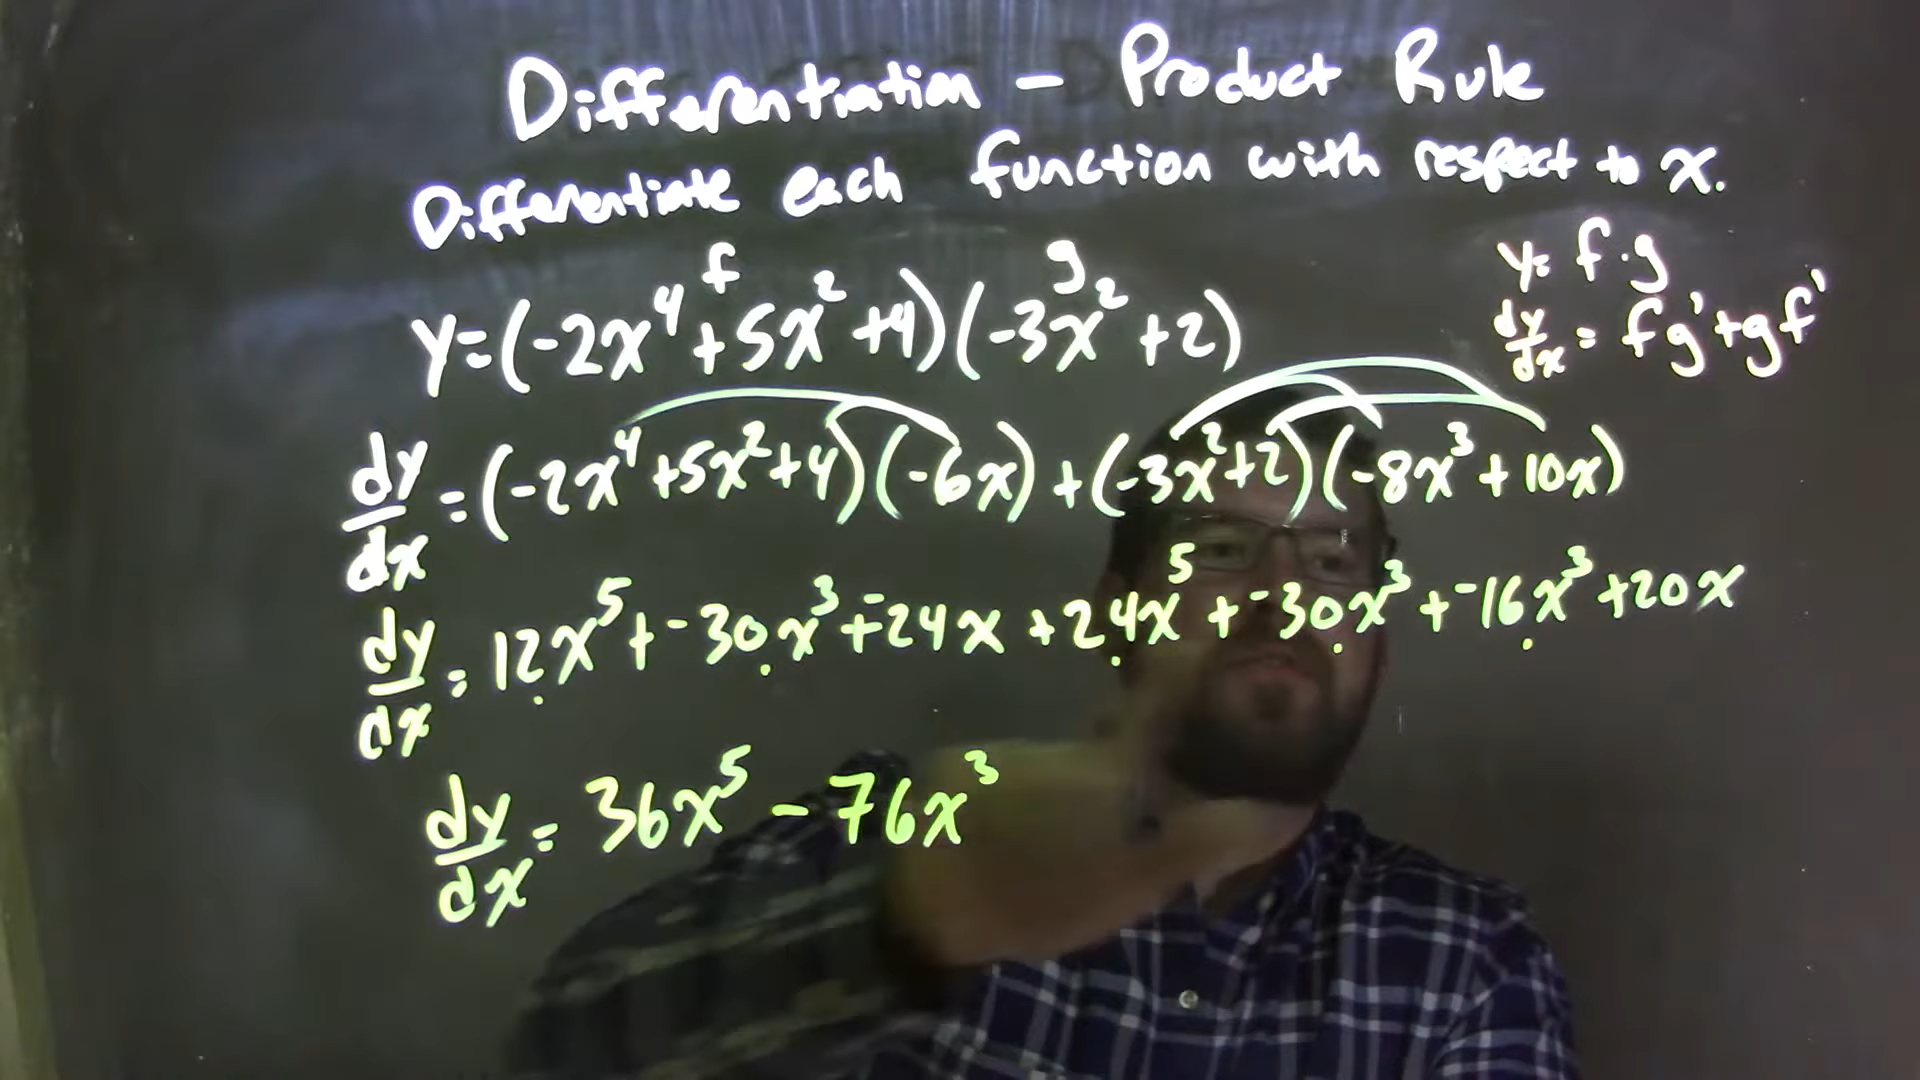 Differentiation - Product Rule
Differentiate each function with respect to x.
f g
y=(-2x⁴+5x²+4)(-3x²+2)
y= f·g
dy/dx = fg'+gf'
dy/dx = (-2x⁴+5x²+4)(-6x)+(-3x²+2)(-8x³+10x)
dy/dx = 12x⁵+⁻30x³+⁻24x+24x⁵+⁻30x³+⁻16x³+20x
dy/dx = 36x⁵-76x³